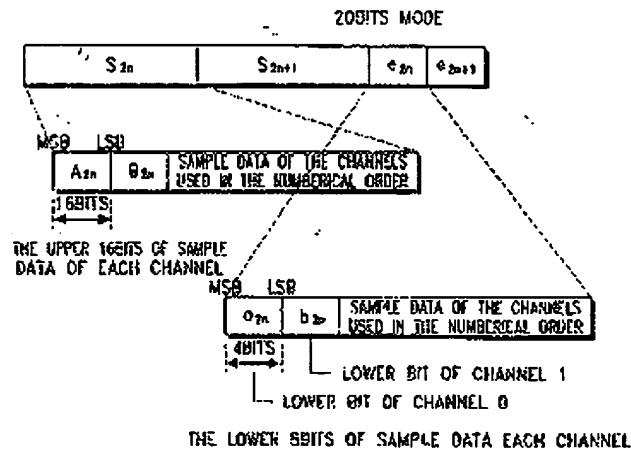 20BITS MODE
S2n S2n+1 e2n e2n+1
MSB LSB
A2n B2n SAMPLE DATA OF THE CHANNELS
USED IN THE NUMBERICAL ORDER
16BITS
THE UPPER 16BITS OF SAMPLE
DATA OF EACH CHANNEL
MSB LSB
a2n b2n SAMPLE DATA OF THE CHANNELS
USED IN THE NUMBERICAL ORDER
4BITS
LOWER BIT OF CHANNEL 1
LOWER BIT OF CHANNEL 0
THE LOWER 8BITS OF SAMPLE DATA EACH CHANNEL